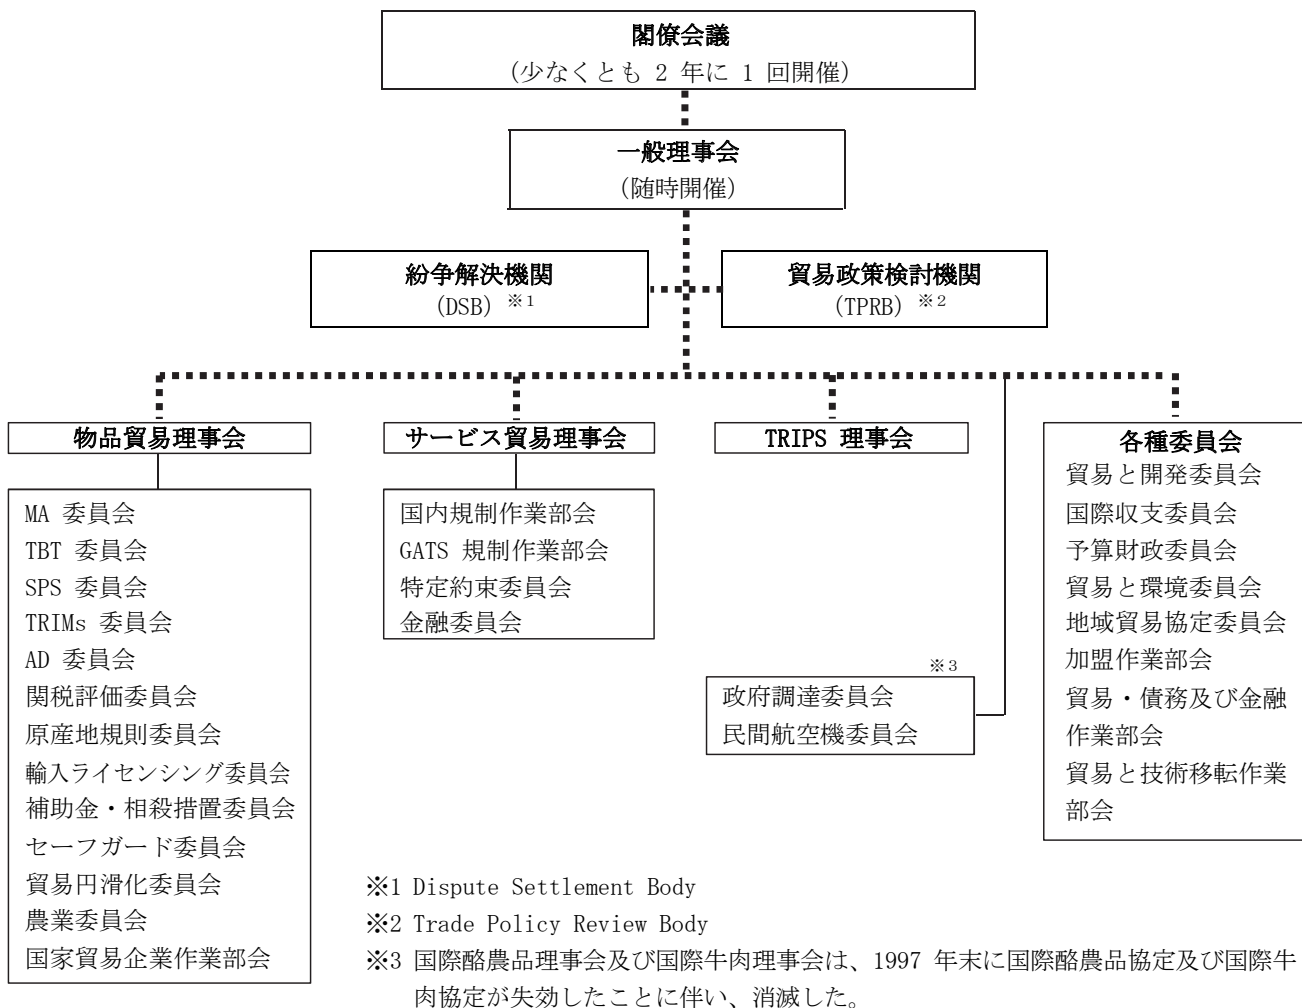 閣僚会議
(少なくとも 2 年に 1 回開催)
一般理事会
(随時開催)
紛争解決機関
(DSB) ※1
貿易政策検討機関
(TPRB) ※2
物品貿易理事会
MA 委員会
TBT 委員会
SPS 委員会
TRIMs 委員会
AD 委員会
関税評価委員会
原産地規則委員会
輸入ライセンシング委員会
補助金・相殺措置委員会
セーフガード委員会
貿易円滑化委員会
農業委員会
国家貿易企業作業部会
サービス貿易理事会
国内規制作業部会
GATS 規制作業部会
特定約束委員会
金融委員会
TRIPS 理事会
※3
政府調達委員会
民間航空機委員会
各種委員会
貿易と開発委員会
国際収支委員会
予算財政委員会
貿易と環境委員会
地域貿易協定委員会
加盟作業部会
貿易・債務及び金融
作業部会
貿易と技術移転作業
部会
※1 Dispute Settlement Body
※2 Trade Policy Review Body
※3 国際酪農品理事会及び国際牛肉理事会は、1997 年末に国際酪農品協定及び国際牛
肉協定が失効したことに伴い、消滅した。